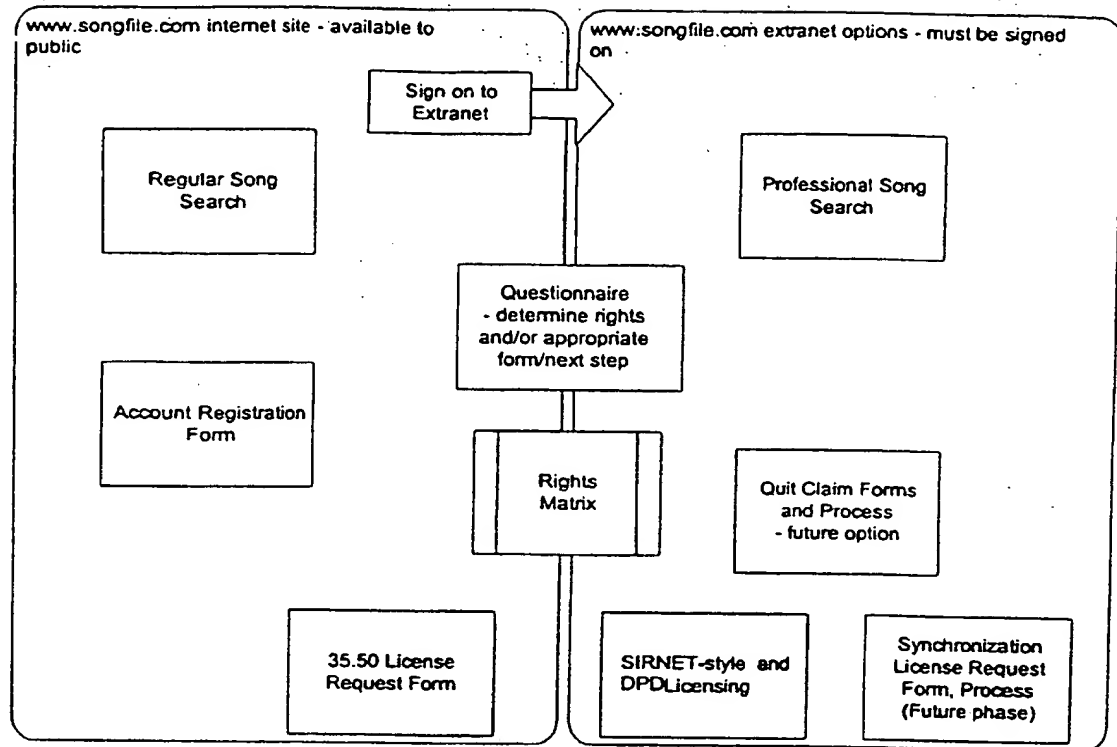 www.songfile.com internet site - available to
public
www.songfile.com extranet options - must be signed
on
Sign on to
Extranet
Regular Song
Search
Professional Song
Search
Questionnaire
- determine rights
and/or appropriate
form/next step
Account Registration
Form
Rights
Matrix
Quit Claim Forms
and Process
- future option
35.50 License
Request Form
SIRNET-style and
DPDLicensing
Synchronization
License Request
Form, Process
(Future phase)